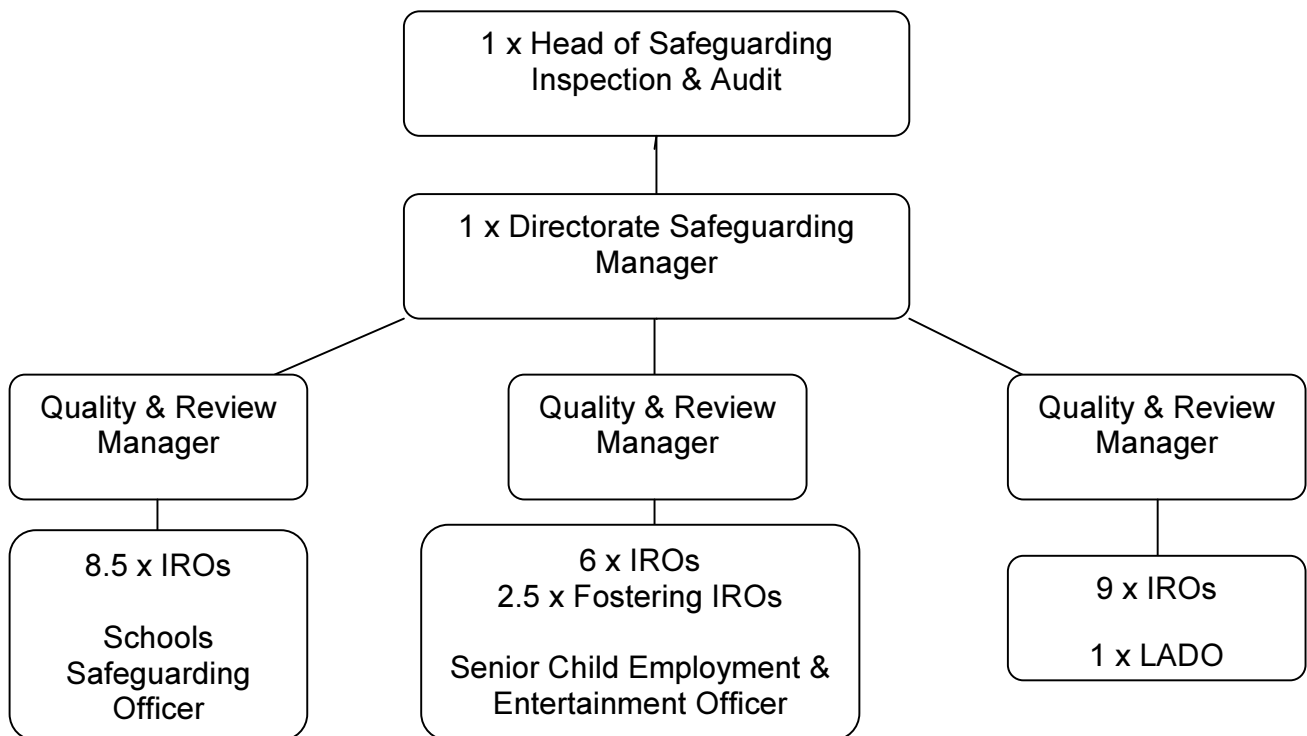 1 x Head of Safeguarding
Inspection & Audit
1 x Directorate Safeguarding
Manager
Quality & Review
Manager
Quality & Review
Manager
Quality & Review
Manager
8.5 x IROs
Schools
Safeguarding
Officer
6 x IROs
2.5 x Fostering IROs
Senior Child Employment &
Entertainment Officer
9 x IROs
1 x LADO